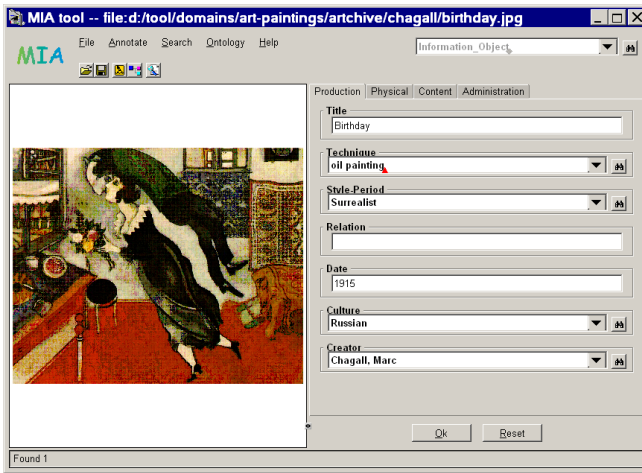 MIA tool -- file:d:/tool/domains/art-paintings/artchive/chagall/birthday.jpg
MIA
File Annotate Search Ontology Help
Information_Object
Production Physical Content Administration
Title
Birthday
Technique
oil painting
Style-Period
Surrealist
Relation
Date
1915
Culture
Russian
Creator
Chagall, Marc
Ok Reset
Found 1